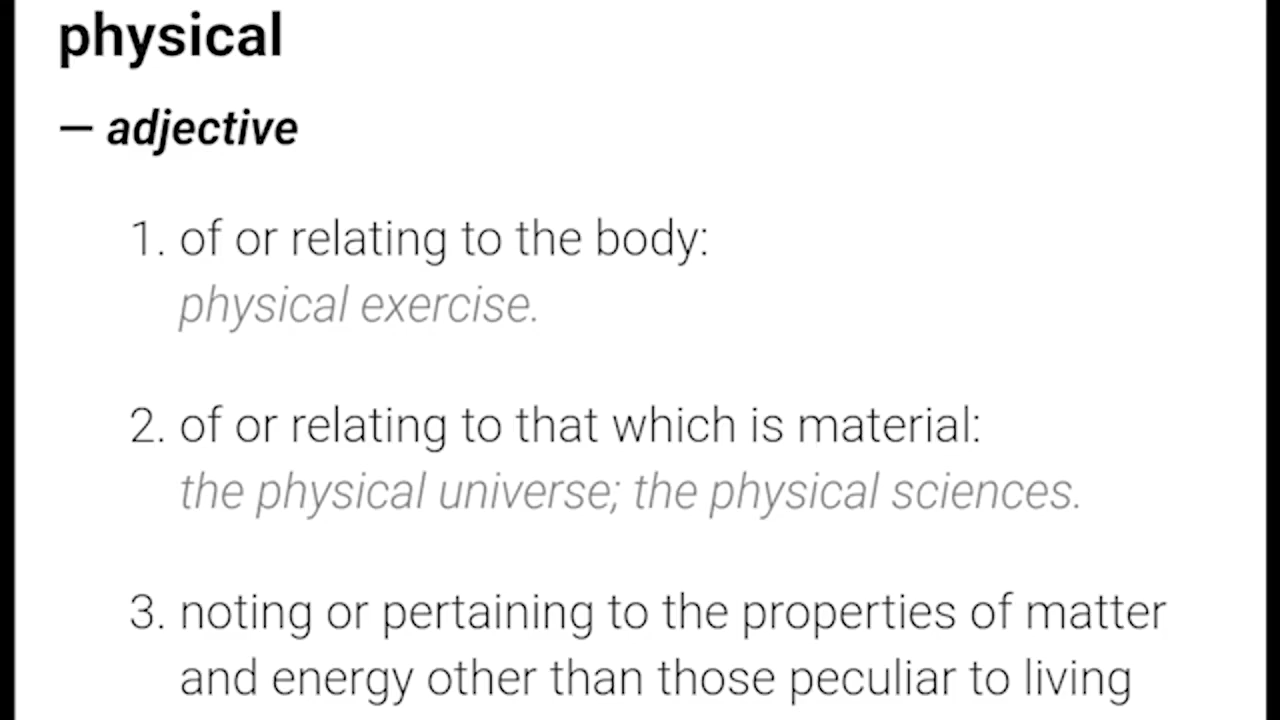 physical
— adjective
1. of or relating to the body:
physical exercise.
2. of or relating to that which is material:
the physical universe; the physical sciences.
3. noting or pertaining to the properties of matter
and energy other than those peculiar to living